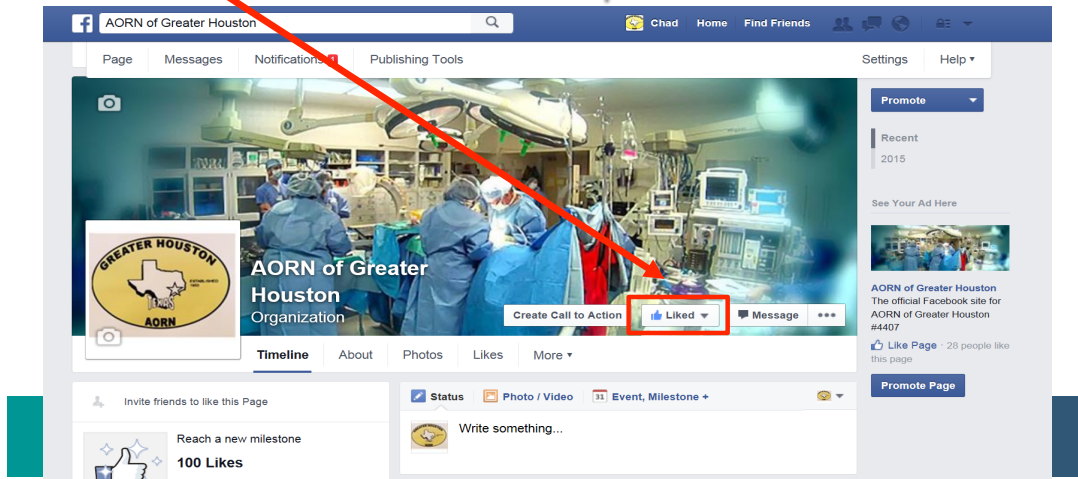 AORN of Greater Houston
Chad Home Find Friends
Page Messages Notifications Publishing Tools Settings Help
Promote
Recent
2015
See Your Ad Here
GREATER HOUSTON
TEXAS
AORN
AORN of Greater
Houston
Organization
Create Call to Action Liked Message
AORN of Greater Houston
The official Facebook site for
AORN of Greater Houston
#4407
Like Page · 28 people like
this page
Promote Page
Timeline About Photos Likes More
Invite friends to like this Page
Reach a new milestone
100 Likes
Status Photo / Video 31 Event, Milestone +
Write something...